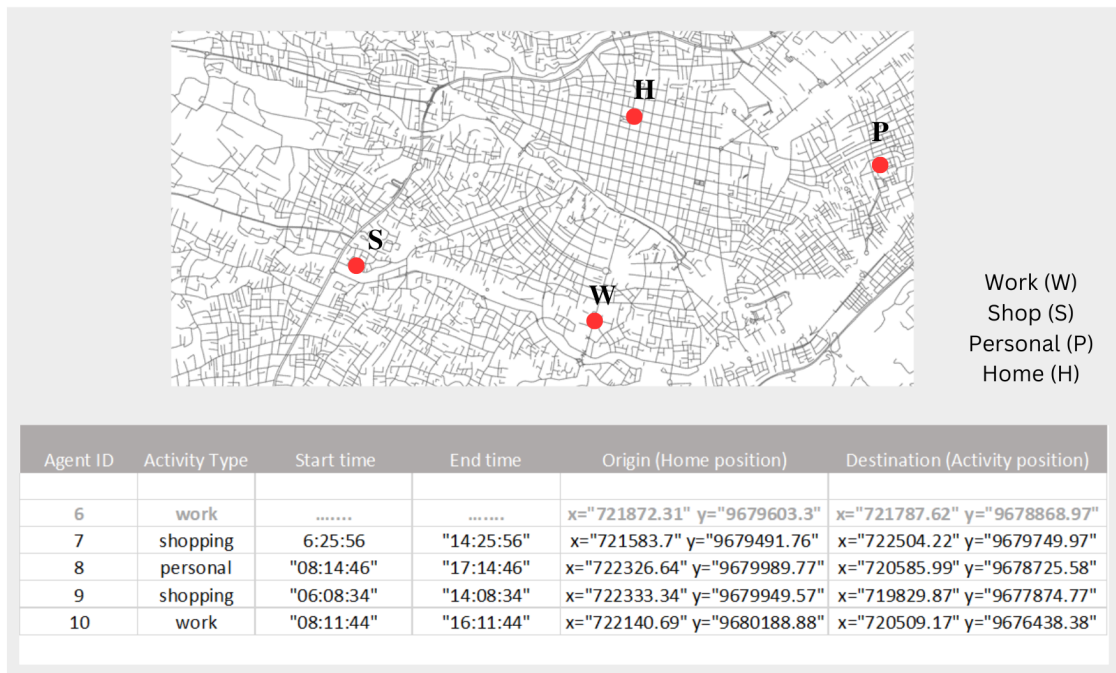 H
P
S
W
Work (W)
Shop (S)
Personal (P)
Home (H)
Agent ID Activity Type Start time End time Origin (Home position) Destination (Activity position)
6 work ....... ....... x="721872.31" y="9679603.3" x="721787.62" y="9678868.97"
7 shopping 6:25:56 "14:25:56" x="721583.7" y="9679491.76" x="722504.22" y="9679749.97"
8 personal "08:14:46" "17:14:46" x="722326.64" y="9679989.77" x="720585.99" y="9678725.58"
9 shopping "06:08:34" "14:08:34" x="722333.34" y="9679949.57" x="719829.87" y="9677874.77"
10 work "08:11:44" "16:11:44" x="722140.69" y="9680188.88" x="720509.17" y="9676438.38"